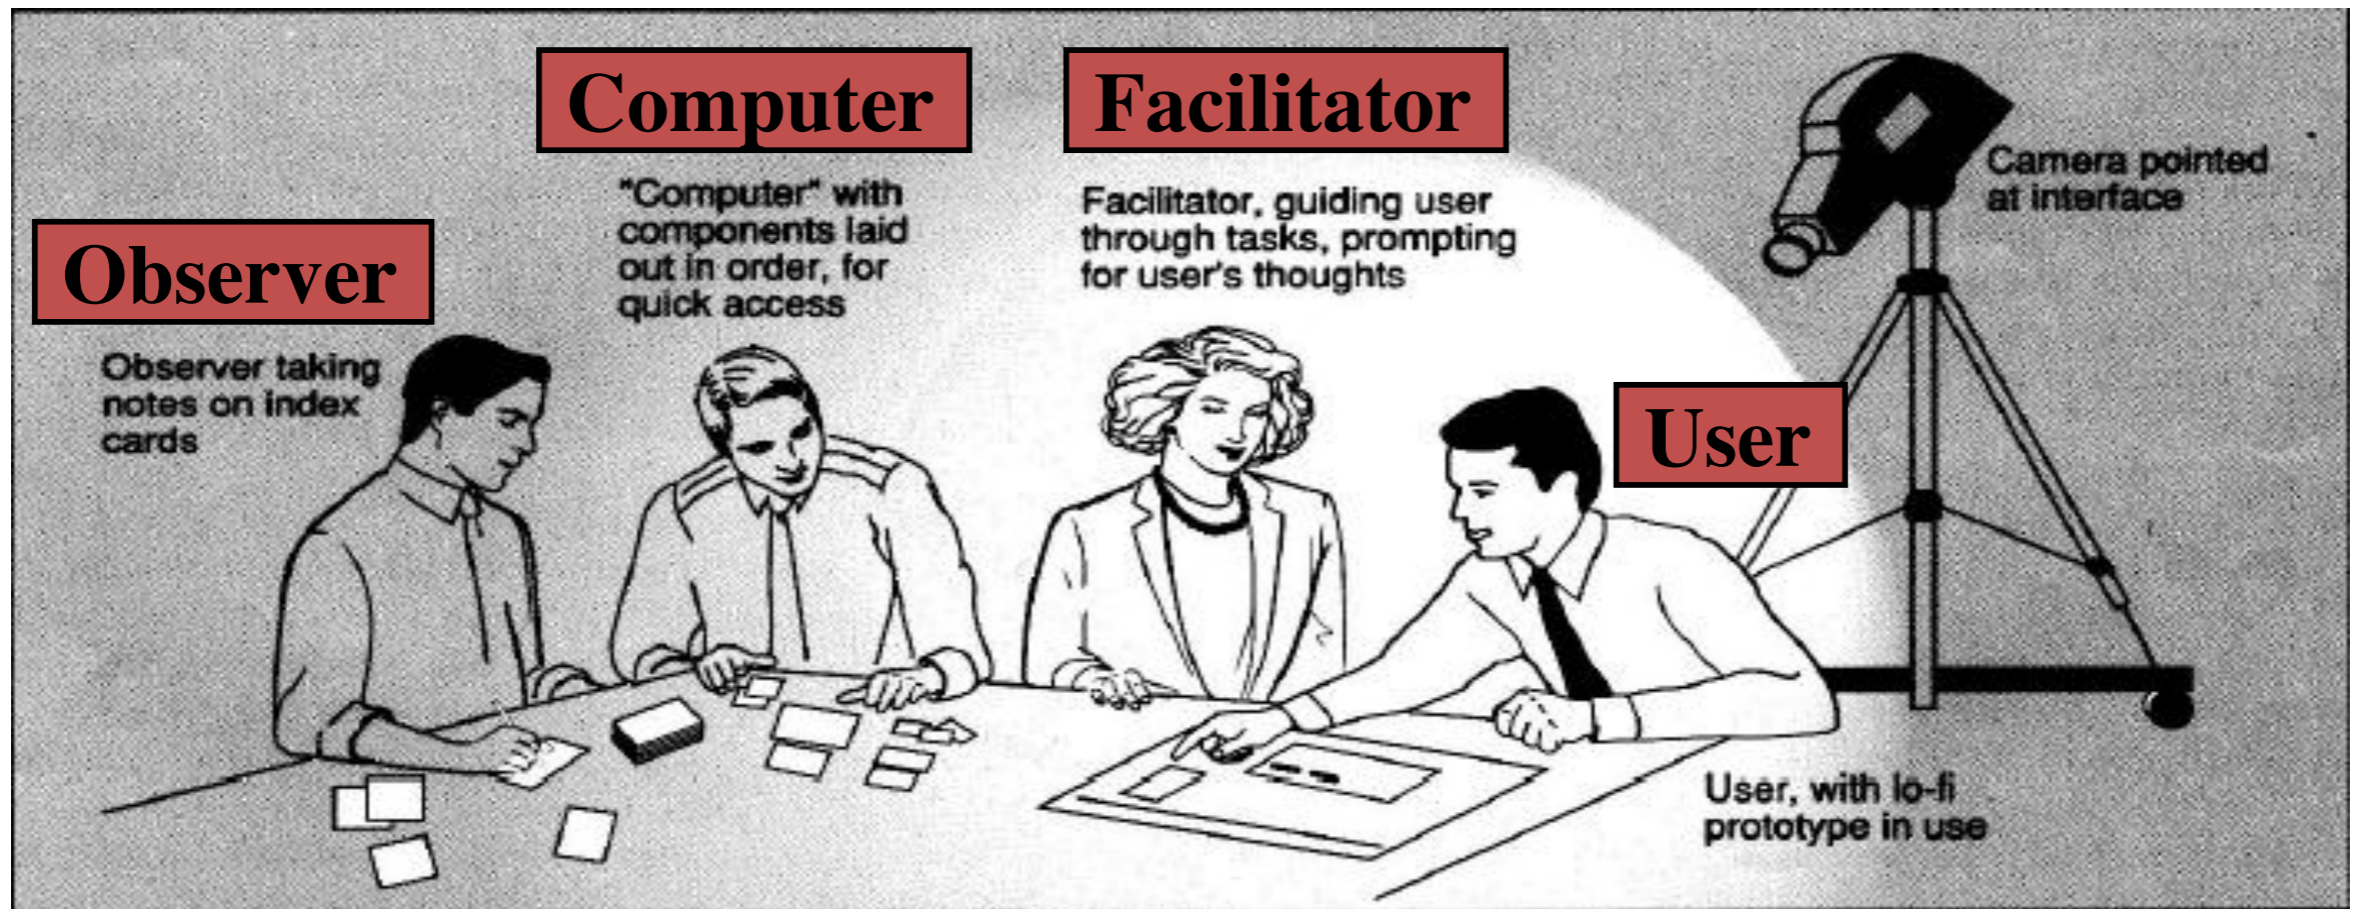 Computer
Facilitator
Camera pointed
at interface
"Computer" with
components laid
out in order, for
quick access
Facilitator, guiding user
through tasks, prompting
for user's thoughts
Observer
Observer taking
notes on index
cards
User
User, with lo-fi
prototype in use